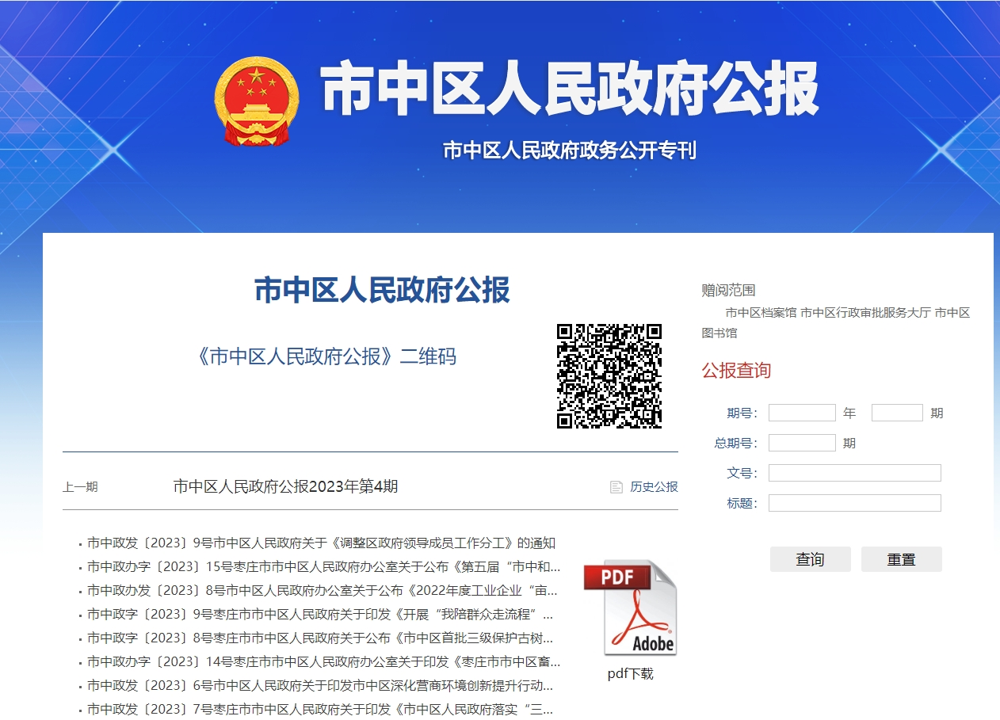 市中区人民政府公报
市中区人民政府政务公开专刊
市中区人民政府公报
《市中区人民政府公报》二维码
上一期
市中区人民政府公报2023年第4期
历史公报
市中政发〔2023〕9号市中区人民政府关于《调整区政府领导成员工作分工》的通知
市中政办字〔2023〕15号枣庄市市中区人民政府办公室关于公布《第五届“市中和...
市中政办发〔2023〕8号市中区人民政府办公室关于公布《2022年度工业企业“亩...
市中政字〔2023〕9号枣庄市市中区人民政府关于印发《开展“我陪群众走流程”...
市中政字〔2023〕8号枣庄市市中区人民政府关于公布《市中区首批三级保护古树...
市中政办字〔2023〕14号枣庄市市中区人民政府办公室关于印发《枣庄市市中区畜...
市中政发〔2023〕6号市中区人民政府关于印发市中区深化营商环境创新提升行动...
市中政发〔2023〕7号枣庄市市中区人民政府关于印发《市中区人民政府落实“三...
PDF
Adobe
pdf下载
赠阅范围
市中区档案馆 市中区行政审批服务大厅 市中区
图书馆
公报查询
期号： 年 期
总期号： 期
文号：
标题：
查询 重置